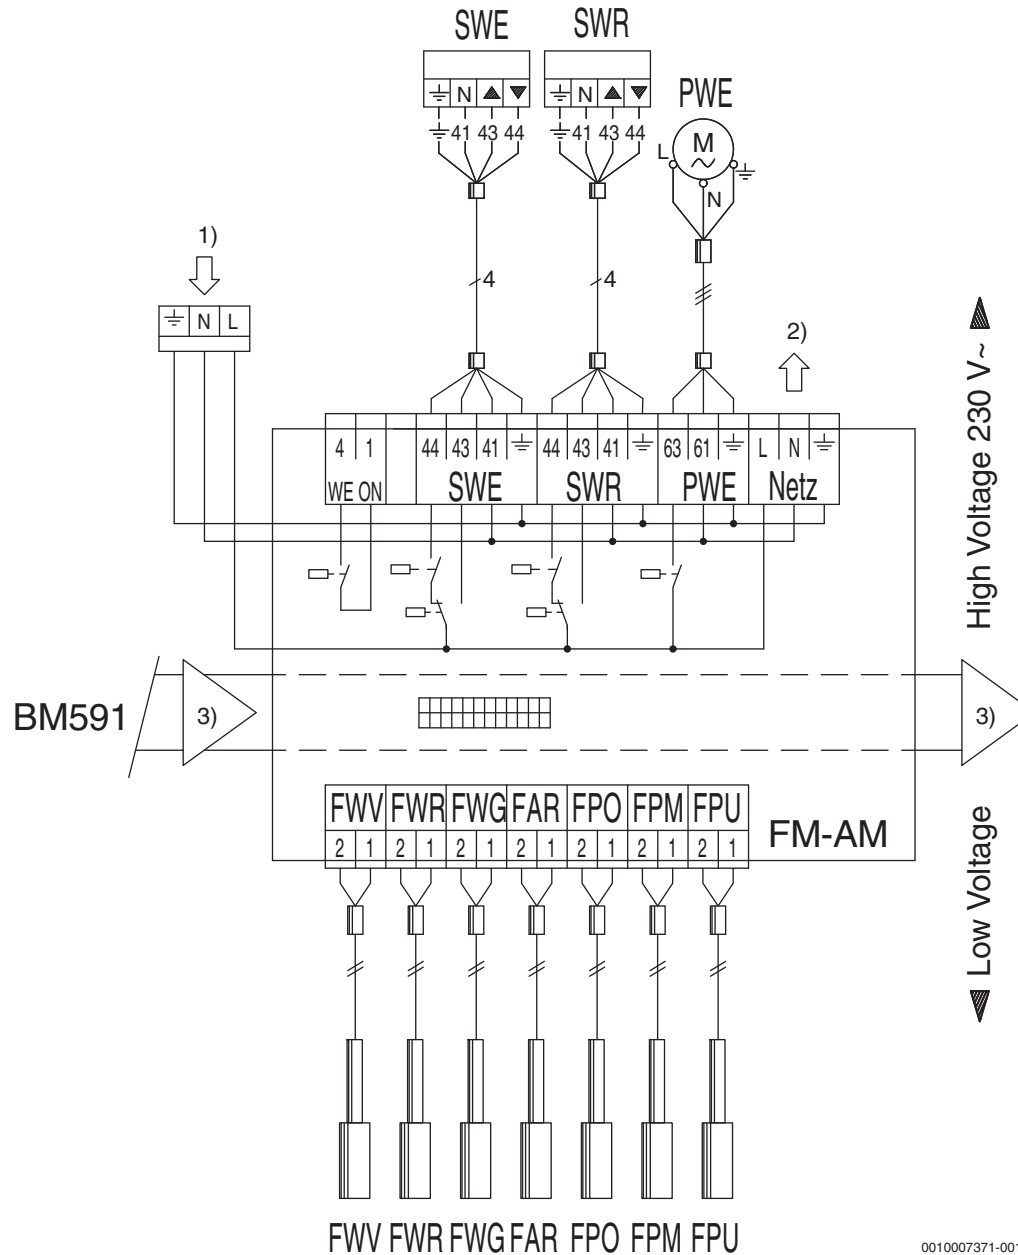 SWE SWR
PWE
N N
41 43 44 41 43 44
M
L
N
1)
4 4
N L
2)
High Voltage 230 V~
4 1 44 43 41 44 43 41 63 61 L N
WE ON SWE SWR PWE Netz
BM591 3) 3)
FWV FWR FWG FAR FPO FPM FPU
2 1 2 1 2 1 2 1 2 1 2 1 2 1
FM-AM
Low Voltage
FWV FWR FWG FAR FPO FPM FPU
0010007371-001